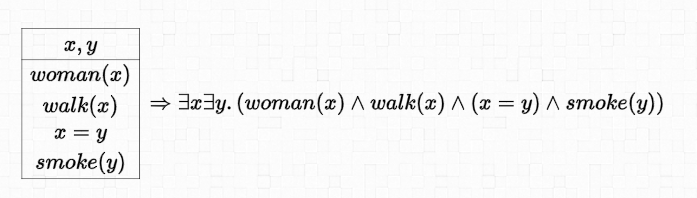 x, y
woman(x)
walk(x)
x = y
smoke(y)
⇒ ∃x∃y. (woman(x) ∧ walk(x) ∧ (x = y) ∧ smoke(y))